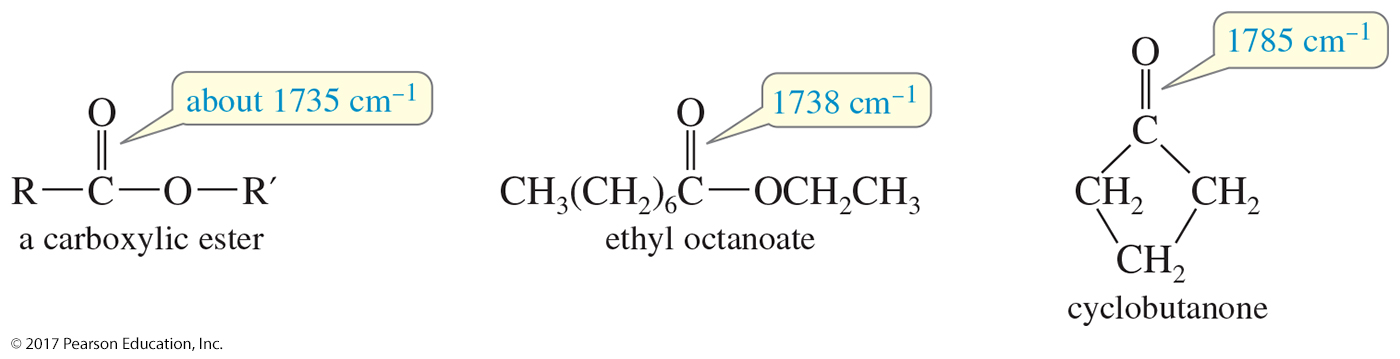 O
about 1735 cm⁻¹
R—C—O—R′
a carboxylic ester
O
1738 cm⁻¹
CH₃(CH₂)₆C—OCH₂CH₃
ethyl octanoate
O
1785 cm⁻¹
C
CH₂ CH₂
CH₂
cyclobutanone
© 2017 Pearson Education, Inc.